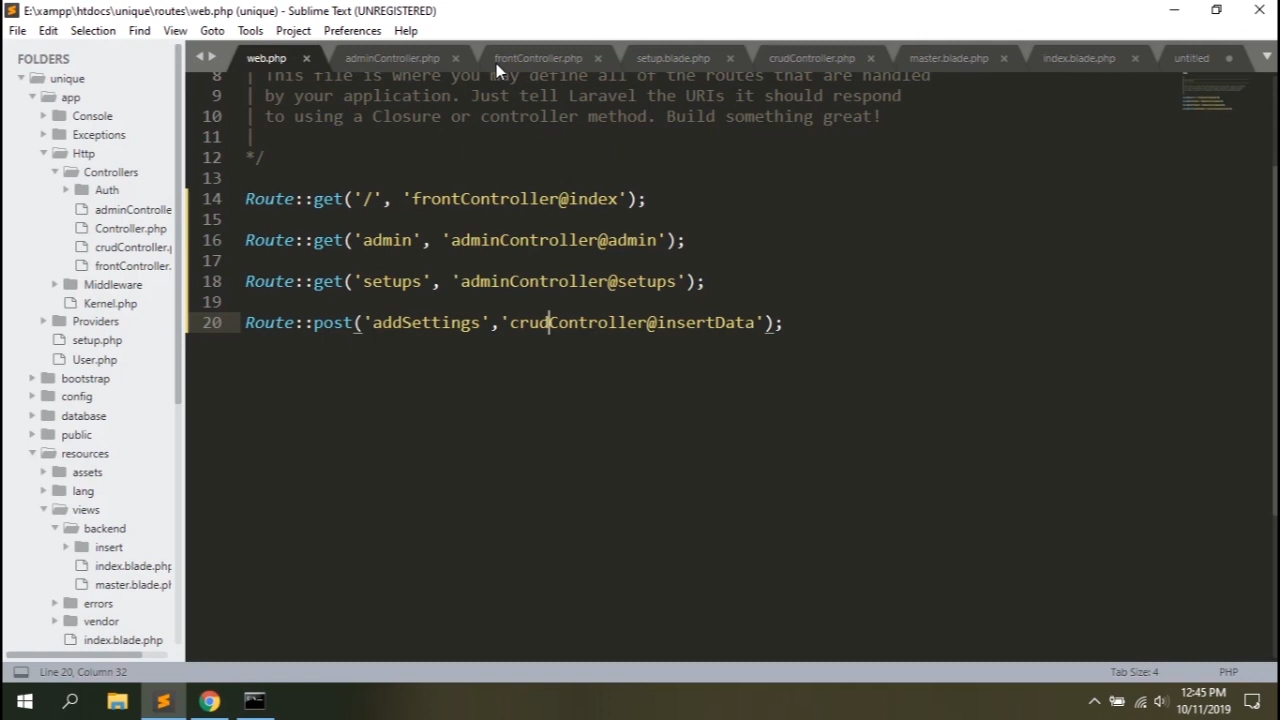 E:\xampp\htdocs\unique\routes\web.php (unique) - Sublime Text (UNREGISTERED)
File Edit Selection Find View Goto Tools Project Preferences Help
FOLDERS
unique
app
Console
Exceptions
Http
Controllers
Auth
adminControlle
Controller.php
crudController.p
frontController.
Middleware
Kernel.php
Providers
setup.php
User.php
bootstrap
config
database
public
resources
assets
lang
views
backend
insert
index.blade.php
master.blade.ph
errors
vendor
index.blade.php
web.php adminController.php frontController.php setup.blade.php crudController.php master.blade.php index.blade.php untitled
8 | This file is where you may define all of the routes that are handled
9 | by your application. Just tell Laravel the URIs it should respond
10 | to using a Closure or controller method. Build something great!
11 |
12 */
13
14 Route::get('/', 'frontController@index');
15
16 Route::get('admin', 'adminController@admin');
17
18 Route::get('setups', 'adminController@setups');
19
20 Route::post('addSettings','crudController@insertData');
Line 20, Column 32 Tab Size: 4 PHP
12:45 PM
10/11/2019